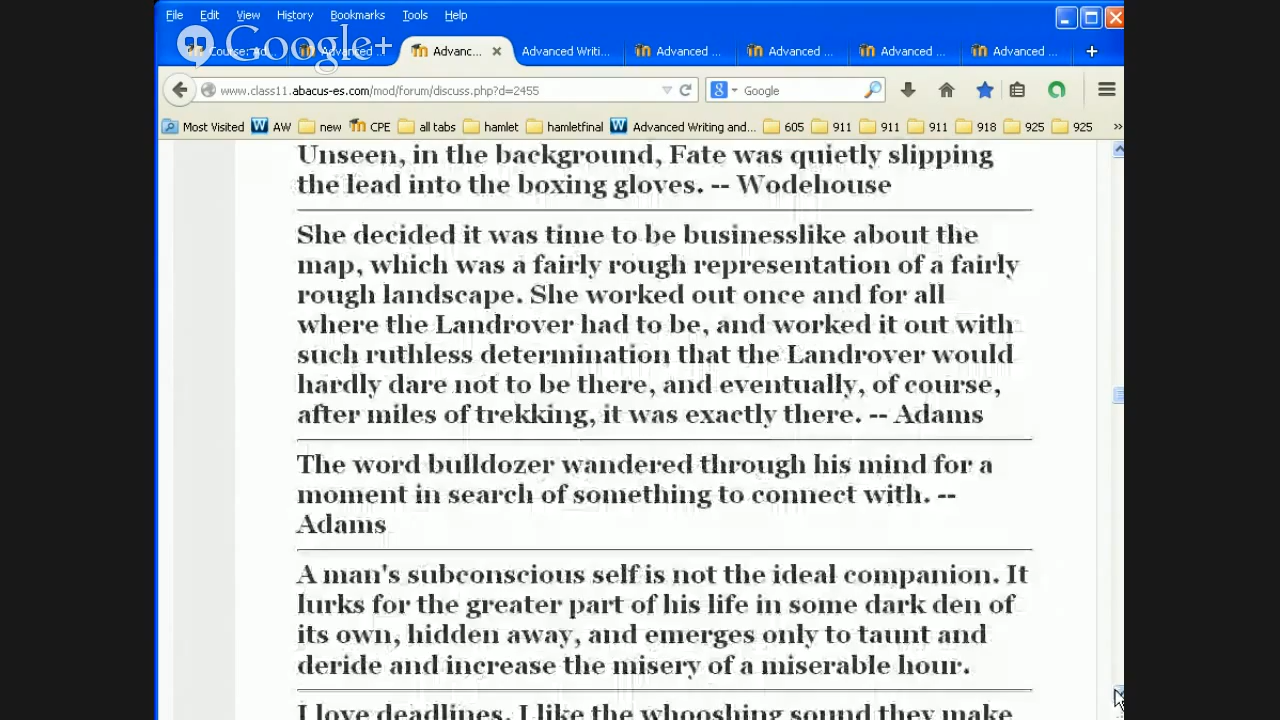 File Edit View History Bookmarks Tools Help
Google+
Advanc... Advanced Writi... Advanced ... Advanced ... Advanced ... Advanced ...
www.class11.abacus-es.com/mod/forum/discuss.php?d=2455 Google
Most Visited AW new CPE all tabs hamlet hamletfinal Advanced Writing and... 605 911 911 911 918 925 925 »
Unseen, in the background, Fate was quietly slipping
the lead into the boxing gloves. -- Wodehouse
She decided it was time to be businesslike about the
map, which was a fairly rough representation of a fairly
rough landscape. She worked out once and for all
where the Landrover had to be, and worked it out with
such ruthless determination that the Landrover would
hardly dare not to be there, and eventually, of course,
after miles of trekking, it was exactly there. -- Adams
The word bulldozer wandered through his mind for a
moment in search of something to connect with. --
Adams
A man's subconscious self is not the ideal companion. It
lurks for the greater part of his life in some dark den of
its own, hidden away, and emerges only to taunt and
deride and increase the misery of a miserable hour.
I love deadlines. I like the whooshing sound they make